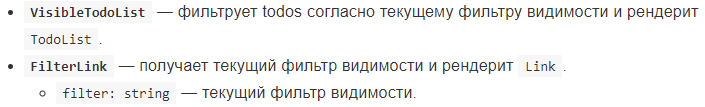 VisibleTodoList — фильтрует todos согласно текущему фильтру видимости и рендерит
TodoList .
FilterLink — получает текущий фильтр видимости и рендерит Link .
filter: string — текущий фильтр видимости.